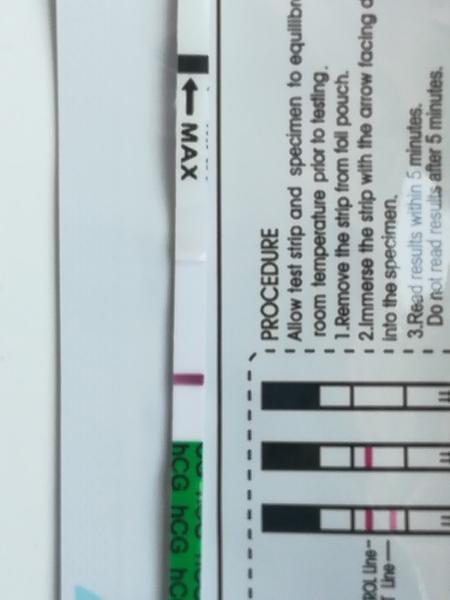 MAX
hCG hCG hC
PROCEDURE
Allow test strip and specimen to equilibr
room temperature prior to testing.
1.Remove the strip from foil pouch.
2.Immerse the strip with the arrow facing d
into the specimen.
3.Read results within 5 minutes.
Do not read results after 5 minutes.
ROL Line
Line